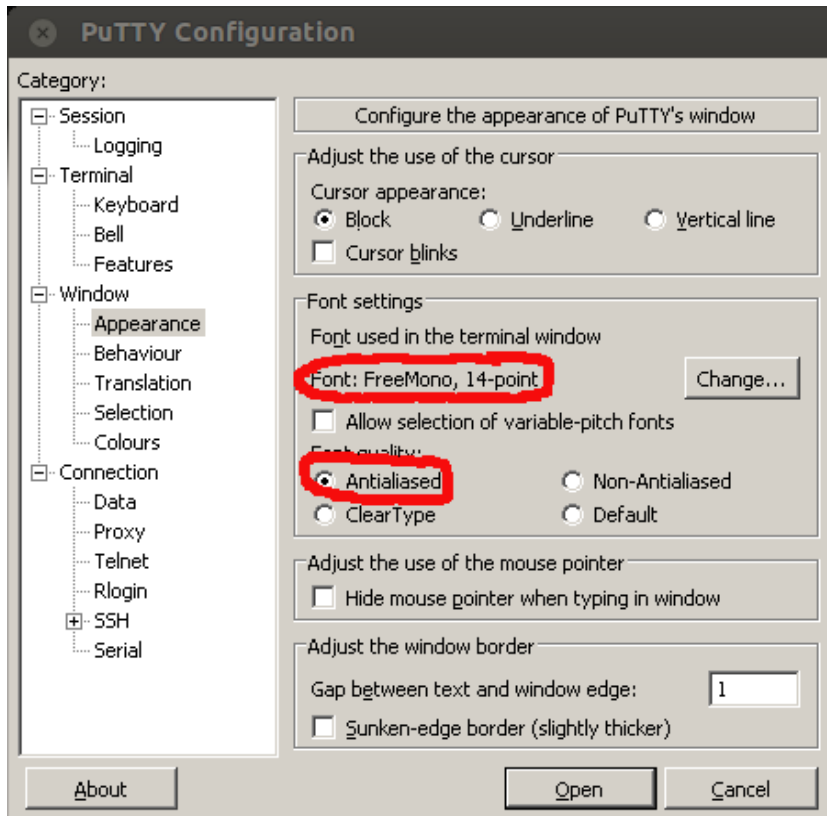 PuTTY Configuration
Category:
Session
Logging
Terminal
Keyboard
Bell
Features
Window
Appearance
Behaviour
Translation
Selection
Colours
Connection
Data
Proxy
Telnet
Rlogin
SSH
Serial
Configure the appearance of PuTTY's window
Adjust the use of the cursor
Cursor appearance:
Block Underline Vertical line
Cursor blinks
Font settings
Font used in the terminal window
Font: FreeMono, 14-point Change...
Allow selection of variable-pitch fonts
Font quality:
Antialiased Non-Antialiased
ClearType Default
Adjust the use of the mouse pointer
Hide mouse pointer when typing in window
Adjust the window border
Gap between text and window edge: 1
Sunken-edge border (slightly thicker)
About Open Cancel